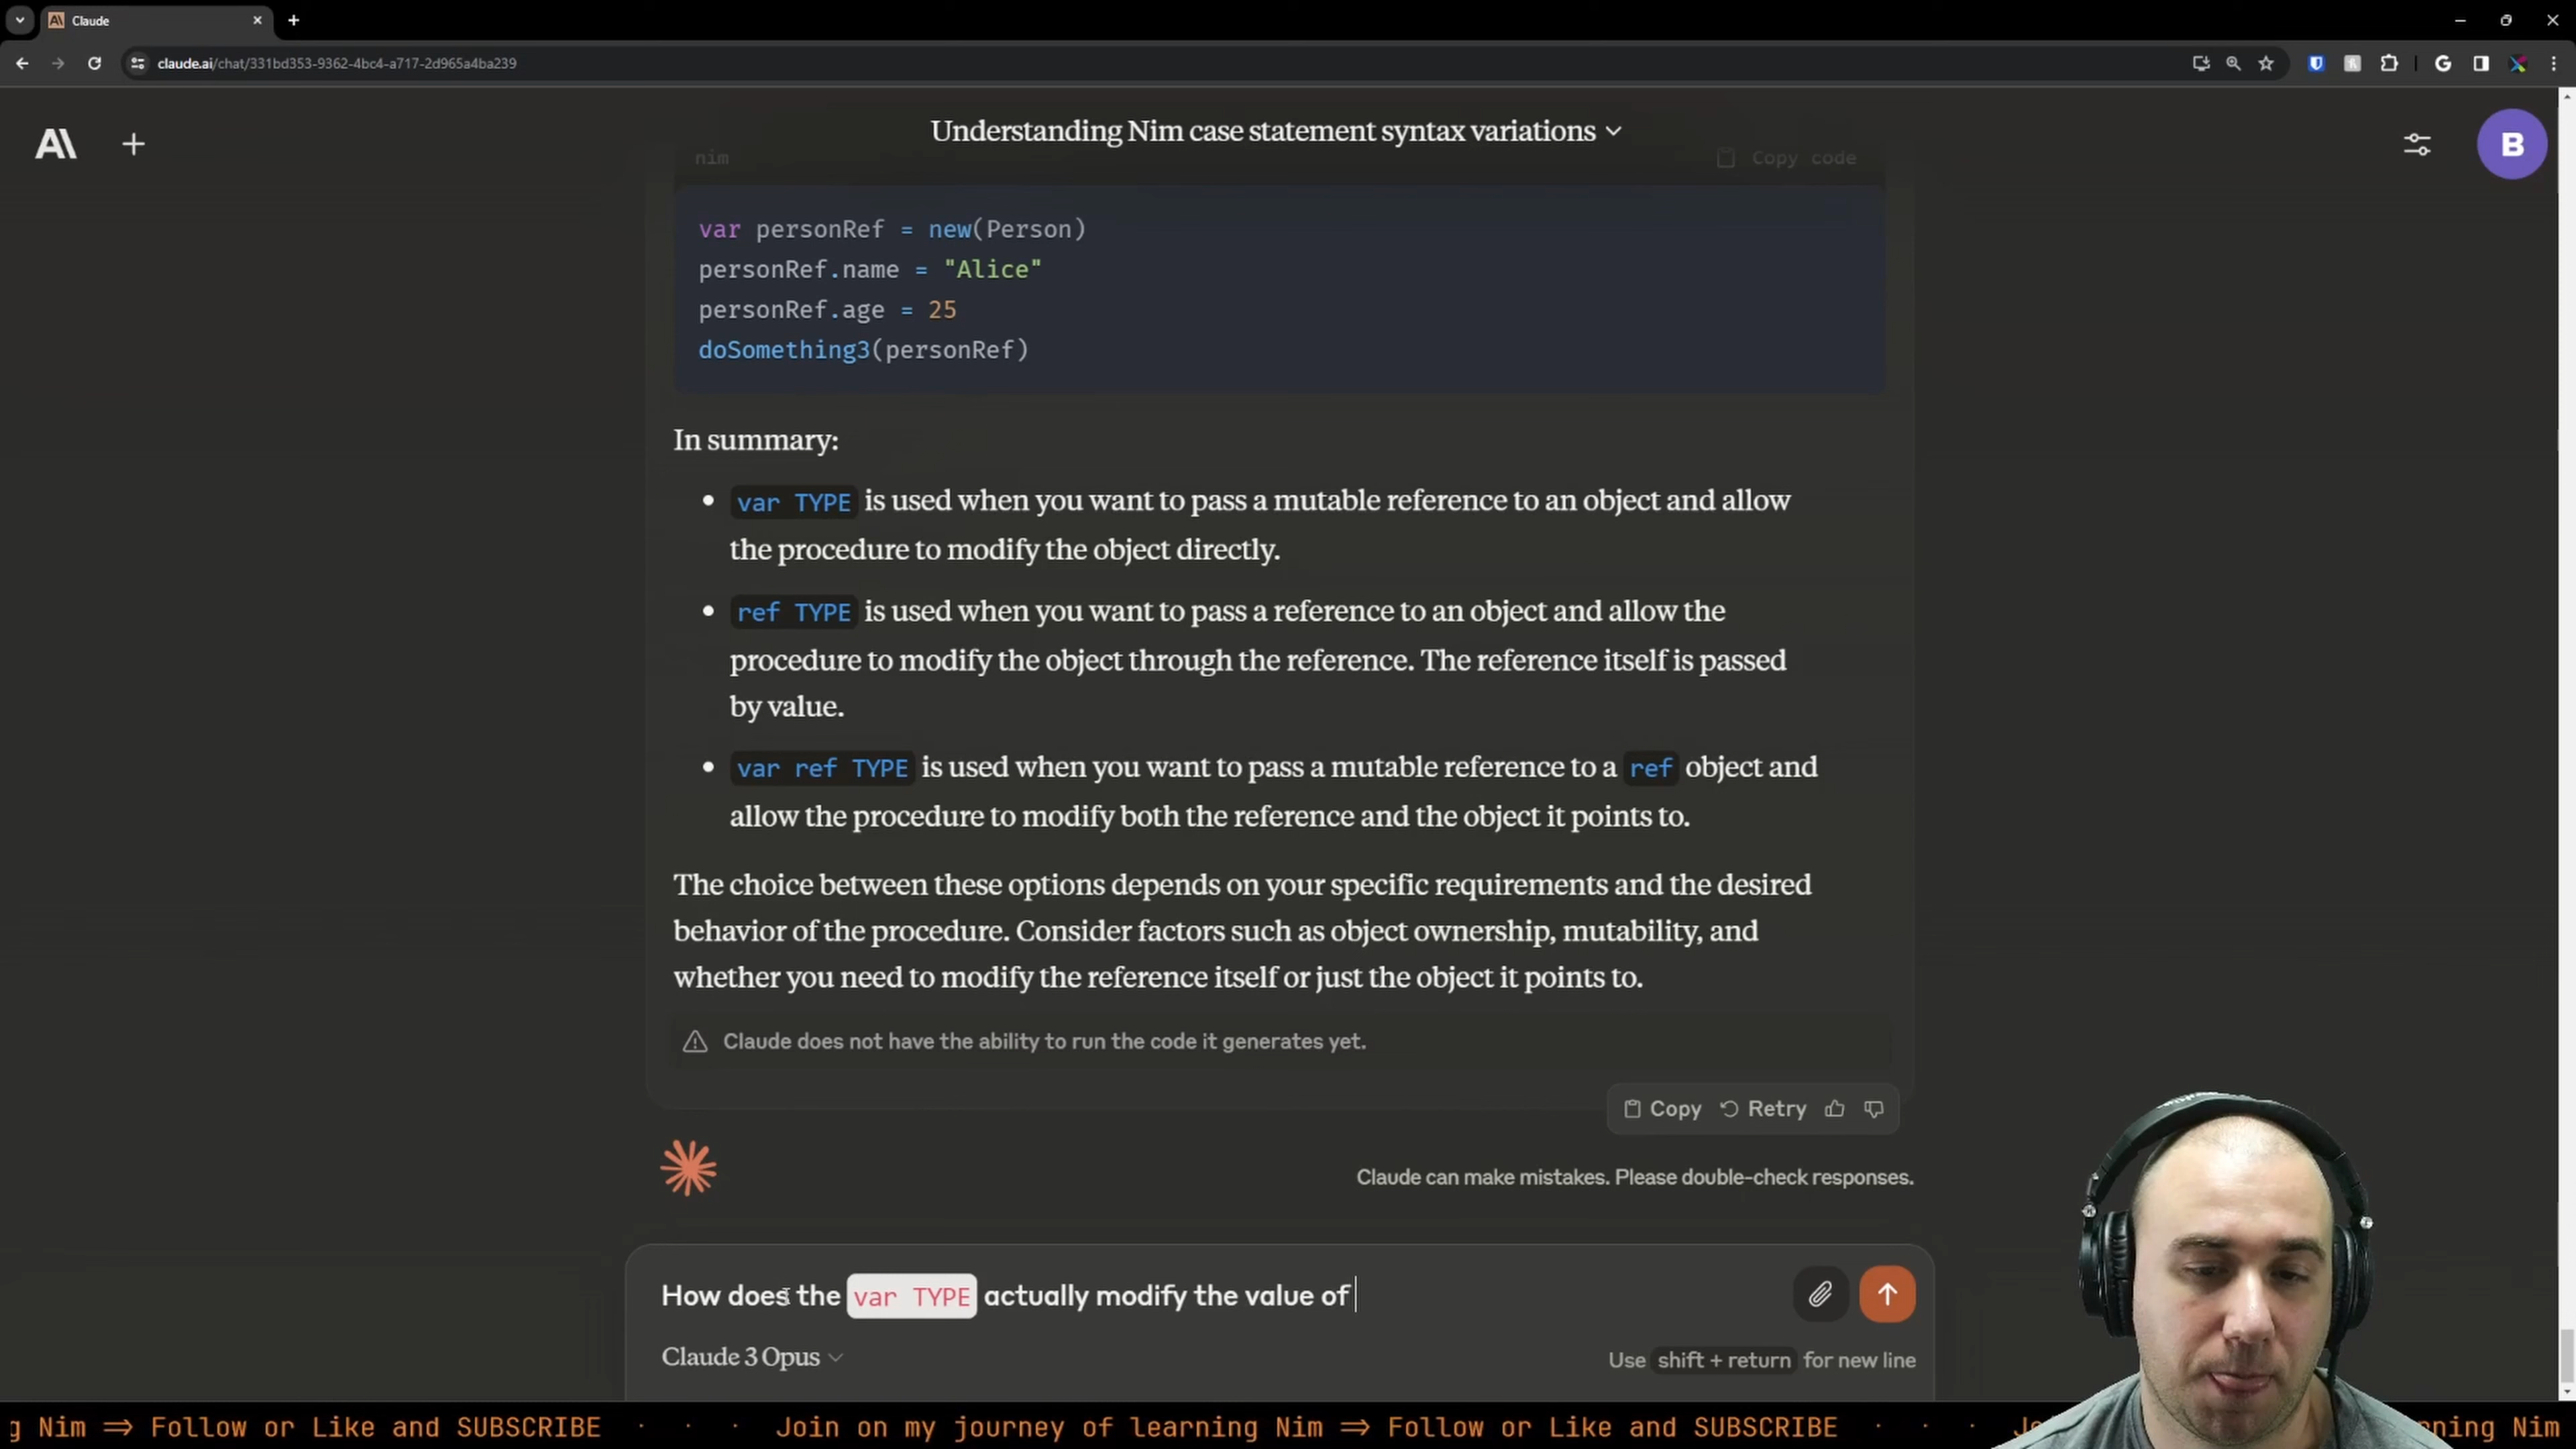 Claude
claude.ai/chat/331bd353-9362-4bc4-a717-2d965a4ba239
Understanding Nim case statement syntax variations
B
nim
Copy code
var personRef = new(Person)
personRef.name = "Alice"
personRef.age = 25
doSomething3(personRef)
In summary:
• var TYPE is used when you want to pass a mutable reference to an object and allow
the procedure to modify the object directly.
• ref TYPE is used when you want to pass a reference to an object and allow the
procedure to modify the object through the reference. The reference itself is passed
by value.
• var ref TYPE is used when you want to pass a mutable reference to a ref object and
allow the procedure to modify both the reference and the object it points to.
The choice between these options depends on your specific requirements and the desired
behavior of the procedure. Consider factors such as object ownership, mutability, and
whether you need to modify the reference itself or just the object it points to.
Claude does not have the ability to run the code it generates yet.
Copy Retry
Claude can make mistakes. Please double-check responses.
How does the var TYPE actually modify the value of
Claude 3 Opus
Use shift + return for new line
g Nim => Follow or Like and SUBSCRIBE · · · Join on my journey of learning Nim => Follow or Like and SUBSCRIBE · · · Jo rning Nim